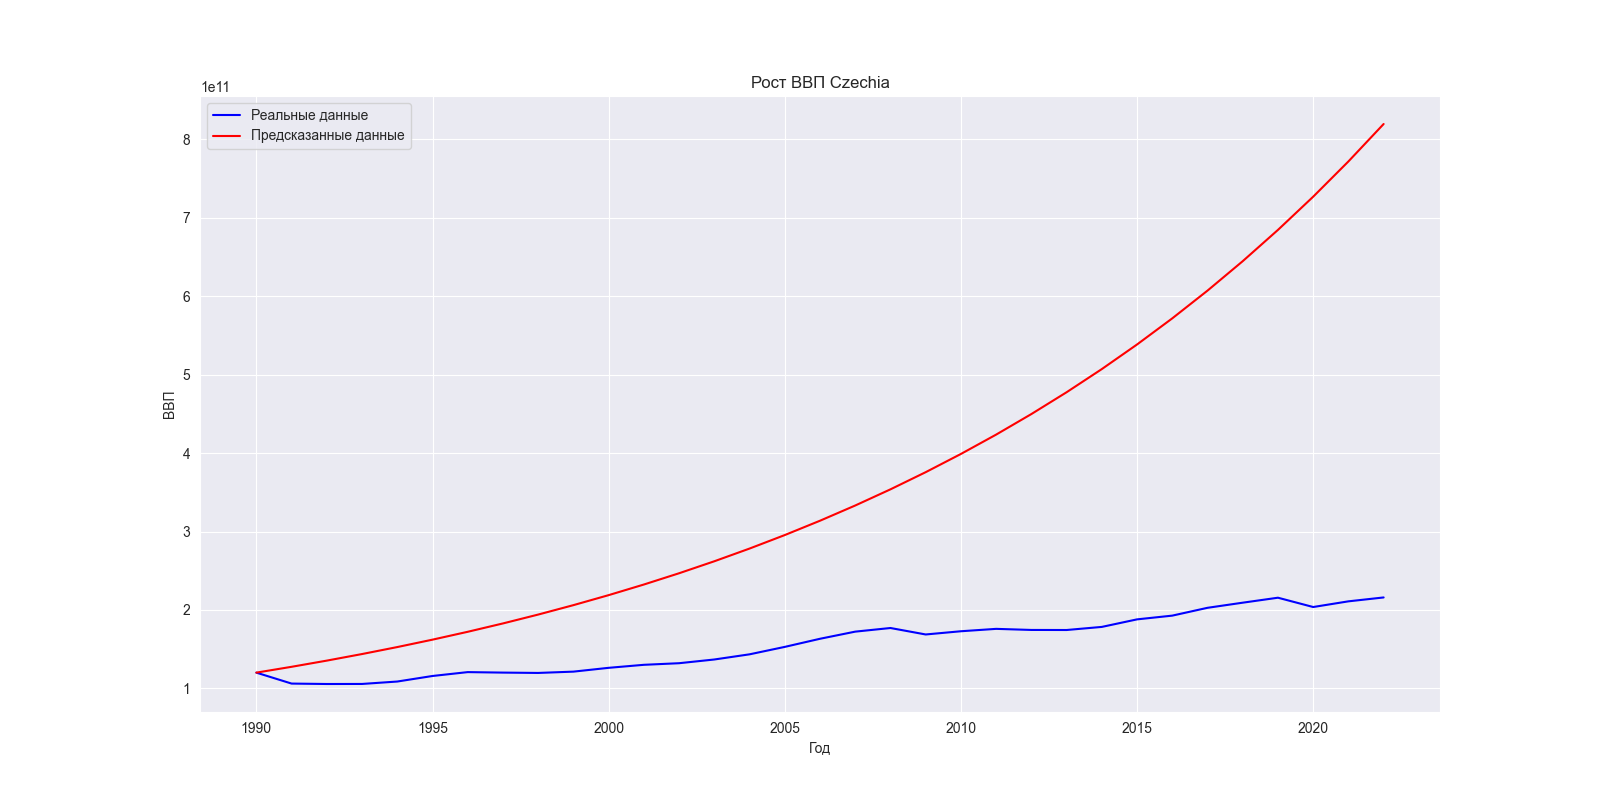 Рост ВВП Czechia
1e11
Реальные данные
Предсказанные данные
8
7
6
5
4
3
2
1
ВВП
1990
1995
2000
2005
2010
2015
2020
Год